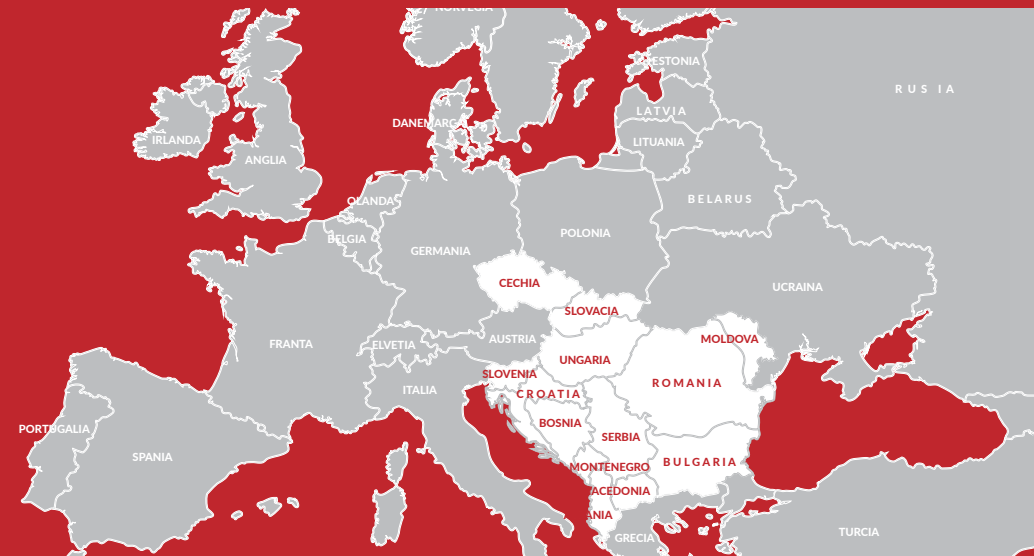 NORVEGIA
ESTONIA
RUS IA
LATVIA
DANEMARCA
IRLANDA
LITUANIA
ANGLIA
OLANDA
BELARUS
BELGIA
POLONIA
GERMANIA
CECHIA
UCRAINA
SLOVACIA
AUSTRIA
MOLDOVA
FRANTA
ELVETIA
UNGARIA
SLOVENIA
ROMANIA
ITALIA
CROATIA
BOSNIA
PORTUGALIA
SERBIA
SPANIA
BULGARIA
MONTENEGRO
ACEDONIA
ANIA
TURCIA
GRECIA